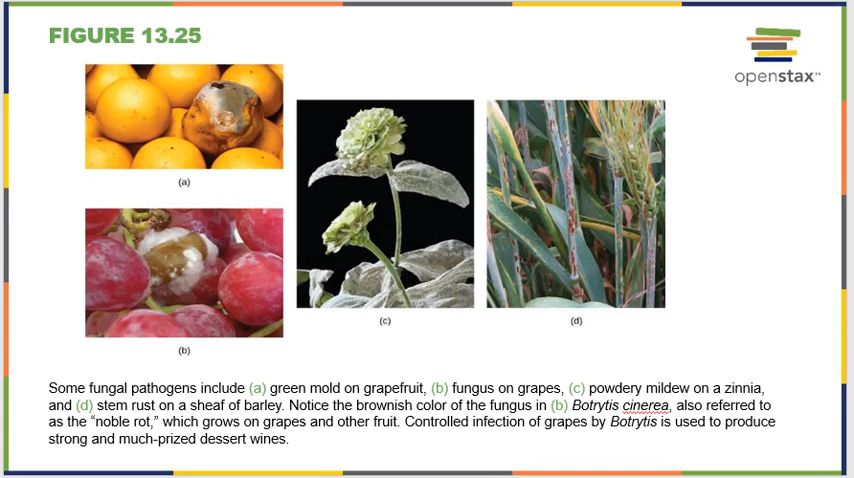 FIGURE 13.25
openstax™
(a)
(b)
(c)
(d)
Some fungal pathogens include (a) green mold on grapefruit, (b) fungus on grapes, (c) powdery mildew on a zinnia,
and (d) stem rust on a sheaf of barley. Notice the brownish color of the fungus in (b) Botrytis cinerea, also referred to
as the “noble rot,” which grows on grapes and other fruit. Controlled infection of grapes by Botrytis is used to produce
strong and much-prized dessert wines.